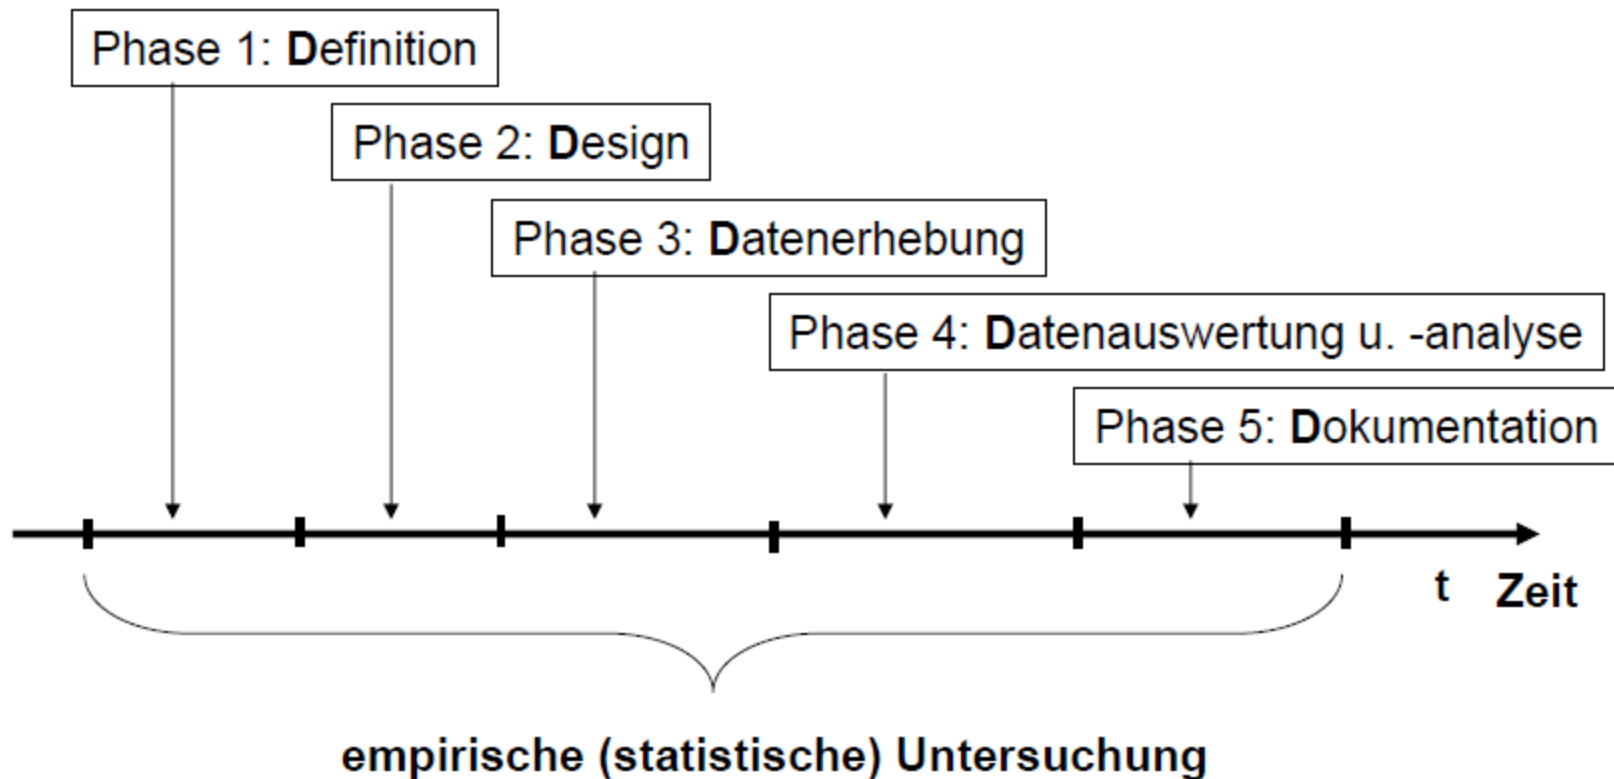 Phase 1: Definition
Phase 2: Design
Phase 3: Datenerhebung
Phase 4: Datenauswertung u. -analyse
Phase 5: Dokumentation
t Zeit
empirische (statistische) Untersuchung